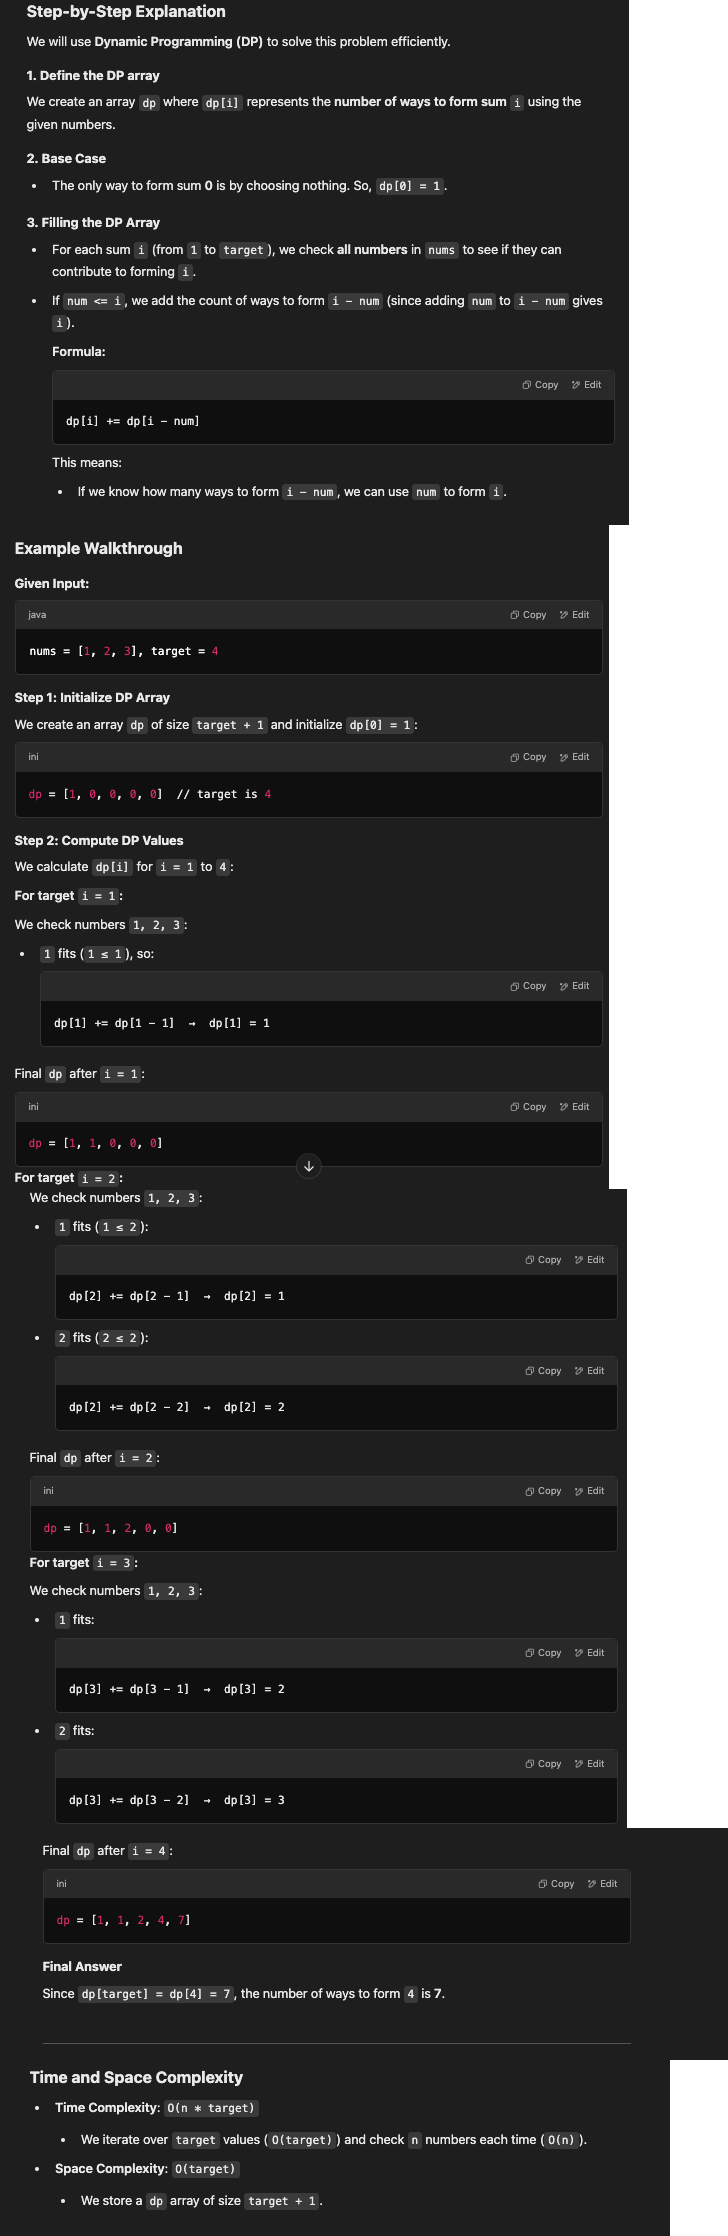 Step-by-Step Explanation
We will use Dynamic Programming (DP) to solve this problem efficiently.
1. Define the DP array
We create an array dp where dp[i] represents the number of ways to form sum i using the
given numbers.
2. Base Case
• The only way to form sum 0 is by choosing nothing. So, dp[0] = 1.
3. Filling the DP Array
• For each sum i (from 1 to target), we check all numbers in nums to see if they can
contribute to forming i.
• If num <= i, we add the count of ways to form i - num (since adding num to i - num gives
i).
Formula:
Copy Edit
dp[i] += dp[i - num]
This means:
• If we know how many ways to form i - num, we can use num to form i.
Example Walkthrough
Given Input:
java Copy Edit
nums = [1, 2, 3], target = 4
Step 1: Initialize DP Array
We create an array dp of size target + 1 and initialize dp[0] = 1:
ini Copy Edit
dp = [1, 0, 0, 0, 0] // target is 4
Step 2: Compute DP Values
We calculate dp[i] for i = 1 to 4:
For target i = 1:
We check numbers 1, 2, 3:
• 1 fits (1 ≤ 1), so:
Copy Edit
dp[1] += dp[1 - 1] → dp[1] = 1
Final dp after i = 1:
ini Copy Edit
dp = [1, 1, 0, 0, 0]
For target i = 2:
We check numbers 1, 2, 3:
• 1 fits (1 ≤ 2):
Copy Edit
dp[2] += dp[2 - 1] → dp[2] = 1
• 2 fits (2 ≤ 2):
Copy Edit
dp[2] += dp[2 - 2] → dp[2] = 2
Final dp after i = 2:
ini Copy Edit
dp = [1, 1, 2, 0, 0]
For target i = 3:
We check numbers 1, 2, 3:
• 1 fits:
Copy Edit
dp[3] += dp[3 - 1] → dp[3] = 2
• 2 fits:
Copy Edit
dp[3] += dp[3 - 2] → dp[3] = 3
Final dp after i = 4:
ini Copy Edit
dp = [1, 1, 2, 4, 7]
Final Answer
Since dp[target] = dp[4] = 7, the number of ways to form 4 is 7.
Time and Space Complexity
• Time Complexity: O(n * target)
• We iterate over target values (O(target)) and check n numbers each time (O(n)).
• Space Complexity: O(target)
• We store a dp array of size target + 1.